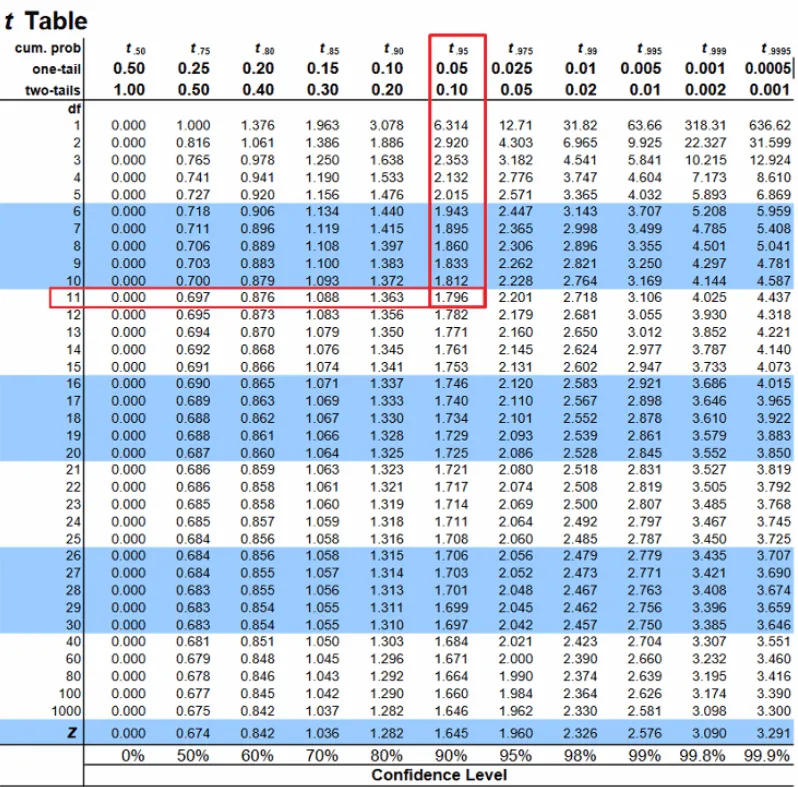 t Table
cum. prob t .50 t .75 t .80 t .85 t .90 t .95 t .975 t .99 t .995 t .999 t .9995
one-tail 0.50 0.25 0.20 0.15 0.10 0.05 0.025 0.01 0.005 0.001 0.0005
two-tails 1.00 0.50 0.40 0.30 0.20 0.10 0.05 0.02 0.01 0.002 0.001
df
1 0.000 1.000 1.376 1.963 3.078 6.314 12.71 31.82 63.66 318.31 636.62
2 0.000 0.816 1.061 1.386 1.886 2.920 4.303 6.965 9.925 22.327 31.599
3 0.000 0.765 0.978 1.250 1.638 2.353 3.182 4.541 5.841 10.215 12.924
4 0.000 0.741 0.941 1.190 1.533 2.132 2.776 3.747 4.604 7.173 8.610
5 0.000 0.727 0.920 1.156 1.476 2.015 2.571 3.365 4.032 5.893 6.869
6 0.000 0.718 0.906 1.134 1.440 1.943 2.447 3.143 3.707 5.208 5.959
7 0.000 0.711 0.896 1.119 1.415 1.895 2.365 2.998 3.499 4.785 5.408
8 0.000 0.706 0.889 1.108 1.397 1.860 2.306 2.896 3.355 4.501 5.041
9 0.000 0.703 0.883 1.100 1.383 1.833 2.262 2.821 3.250 4.297 4.781
10 0.000 0.700 0.879 1.093 1.372 1.812 2.228 2.764 3.169 4.144 4.587
11 0.000 0.697 0.876 1.088 1.363 1.796 2.201 2.718 3.106 4.025 4.437
12 0.000 0.695 0.873 1.083 1.356 1.782 2.179 2.681 3.055 3.930 4.318
13 0.000 0.694 0.870 1.079 1.350 1.771 2.160 2.650 3.012 3.852 4.221
14 0.000 0.692 0.868 1.076 1.345 1.761 2.145 2.624 2.977 3.787 4.140
15 0.000 0.691 0.866 1.074 1.341 1.753 2.131 2.602 2.947 3.733 4.073
16 0.000 0.690 0.865 1.071 1.337 1.746 2.120 2.583 2.921 3.686 4.015
17 0.000 0.689 0.863 1.069 1.333 1.740 2.110 2.567 2.898 3.646 3.965
18 0.000 0.688 0.862 1.067 1.330 1.734 2.101 2.552 2.878 3.610 3.922
19 0.000 0.688 0.861 1.066 1.328 1.729 2.093 2.539 2.861 3.579 3.883
20 0.000 0.687 0.860 1.064 1.325 1.725 2.086 2.528 2.845 3.552 3.850
21 0.000 0.686 0.859 1.063 1.323 1.721 2.080 2.518 2.831 3.527 3.819
22 0.000 0.686 0.858 1.061 1.321 1.717 2.074 2.508 2.819 3.505 3.792
23 0.000 0.685 0.858 1.060 1.319 1.714 2.069 2.500 2.807 3.485 3.768
24 0.000 0.685 0.857 1.059 1.318 1.711 2.064 2.492 2.797 3.467 3.745
25 0.000 0.684 0.856 1.058 1.316 1.708 2.060 2.485 2.787 3.450 3.725
26 0.000 0.684 0.856 1.058 1.315 1.706 2.056 2.479 2.779 3.435 3.707
27 0.000 0.684 0.855 1.057 1.314 1.703 2.052 2.473 2.771 3.421 3.690
28 0.000 0.683 0.855 1.056 1.313 1.701 2.048 2.467 2.763 3.408 3.674
29 0.000 0.683 0.854 1.055 1.311 1.699 2.045 2.462 2.756 3.396 3.659
30 0.000 0.683 0.854 1.055 1.310 1.697 2.042 2.457 2.750 3.385 3.646
40 0.000 0.681 0.851 1.050 1.303 1.684 2.021 2.423 2.704 3.307 3.551
60 0.000 0.679 0.848 1.045 1.296 1.671 2.000 2.390 2.660 3.232 3.460
80 0.000 0.678 0.846 1.043 1.292 1.664 1.990 2.374 2.639 3.195 3.416
100 0.000 0.677 0.845 1.042 1.290 1.660 1.984 2.364 2.626 3.174 3.390
1000 0.000 0.675 0.842 1.037 1.282 1.646 1.962 2.330 2.581 3.098 3.300
z 0.000 0.674 0.842 1.036 1.282 1.645 1.960 2.326 2.576 3.090 3.291
0% 50% 60% 70% 80% 90% 95% 98% 99% 99.8% 99.9%
Confidence Level